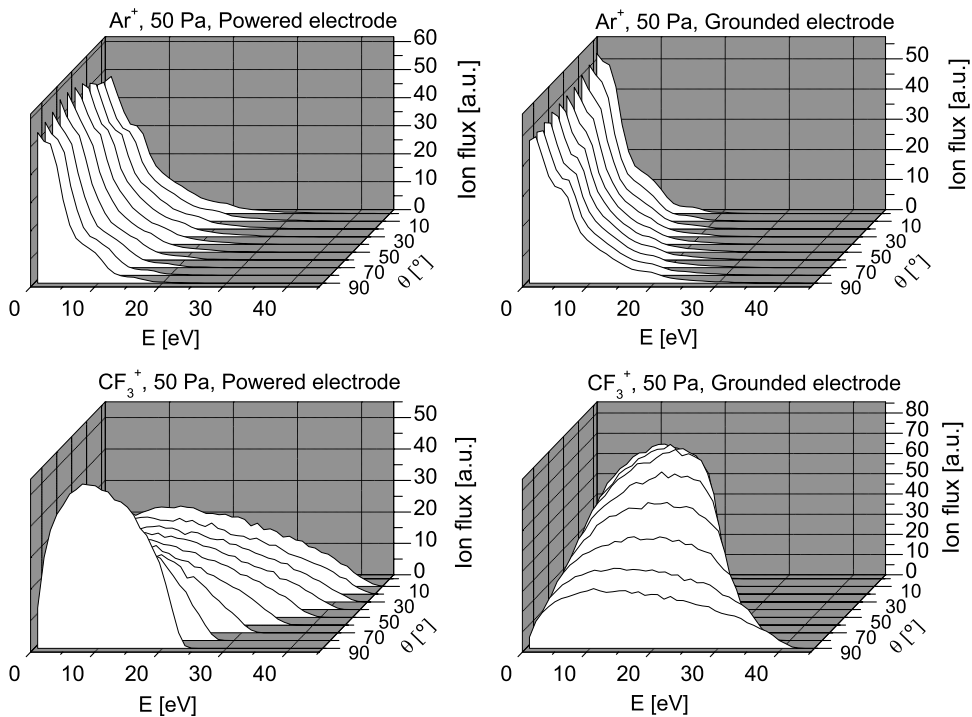 Ar+, 50 Pa, Powered electrode
60
50
40
30
20
10
0
Ion flux [a.u.]
10
30
50
70
90
θ [°]
0 10 20 30 40
E [eV]
Ar+, 50 Pa, Grounded electrode
50
40
30
20
10
0
Ion flux [a.u.]
10
30
50
70
90
θ [°]
0 10 20 30 40
E [eV]
CF3+, 50 Pa, Powered electrode
50
40
30
20
10
0
Ion flux [a.u.]
10
30
50
70
90
θ [°]
0 10 20 30 40
E [eV]
CF3+, 50 Pa, Grounded electrode
80
70
60
50
40
30
20
10
0
Ion flux [a.u.]
10
30
50
70
90
θ [°]
0 10 20 30 40
E [eV]